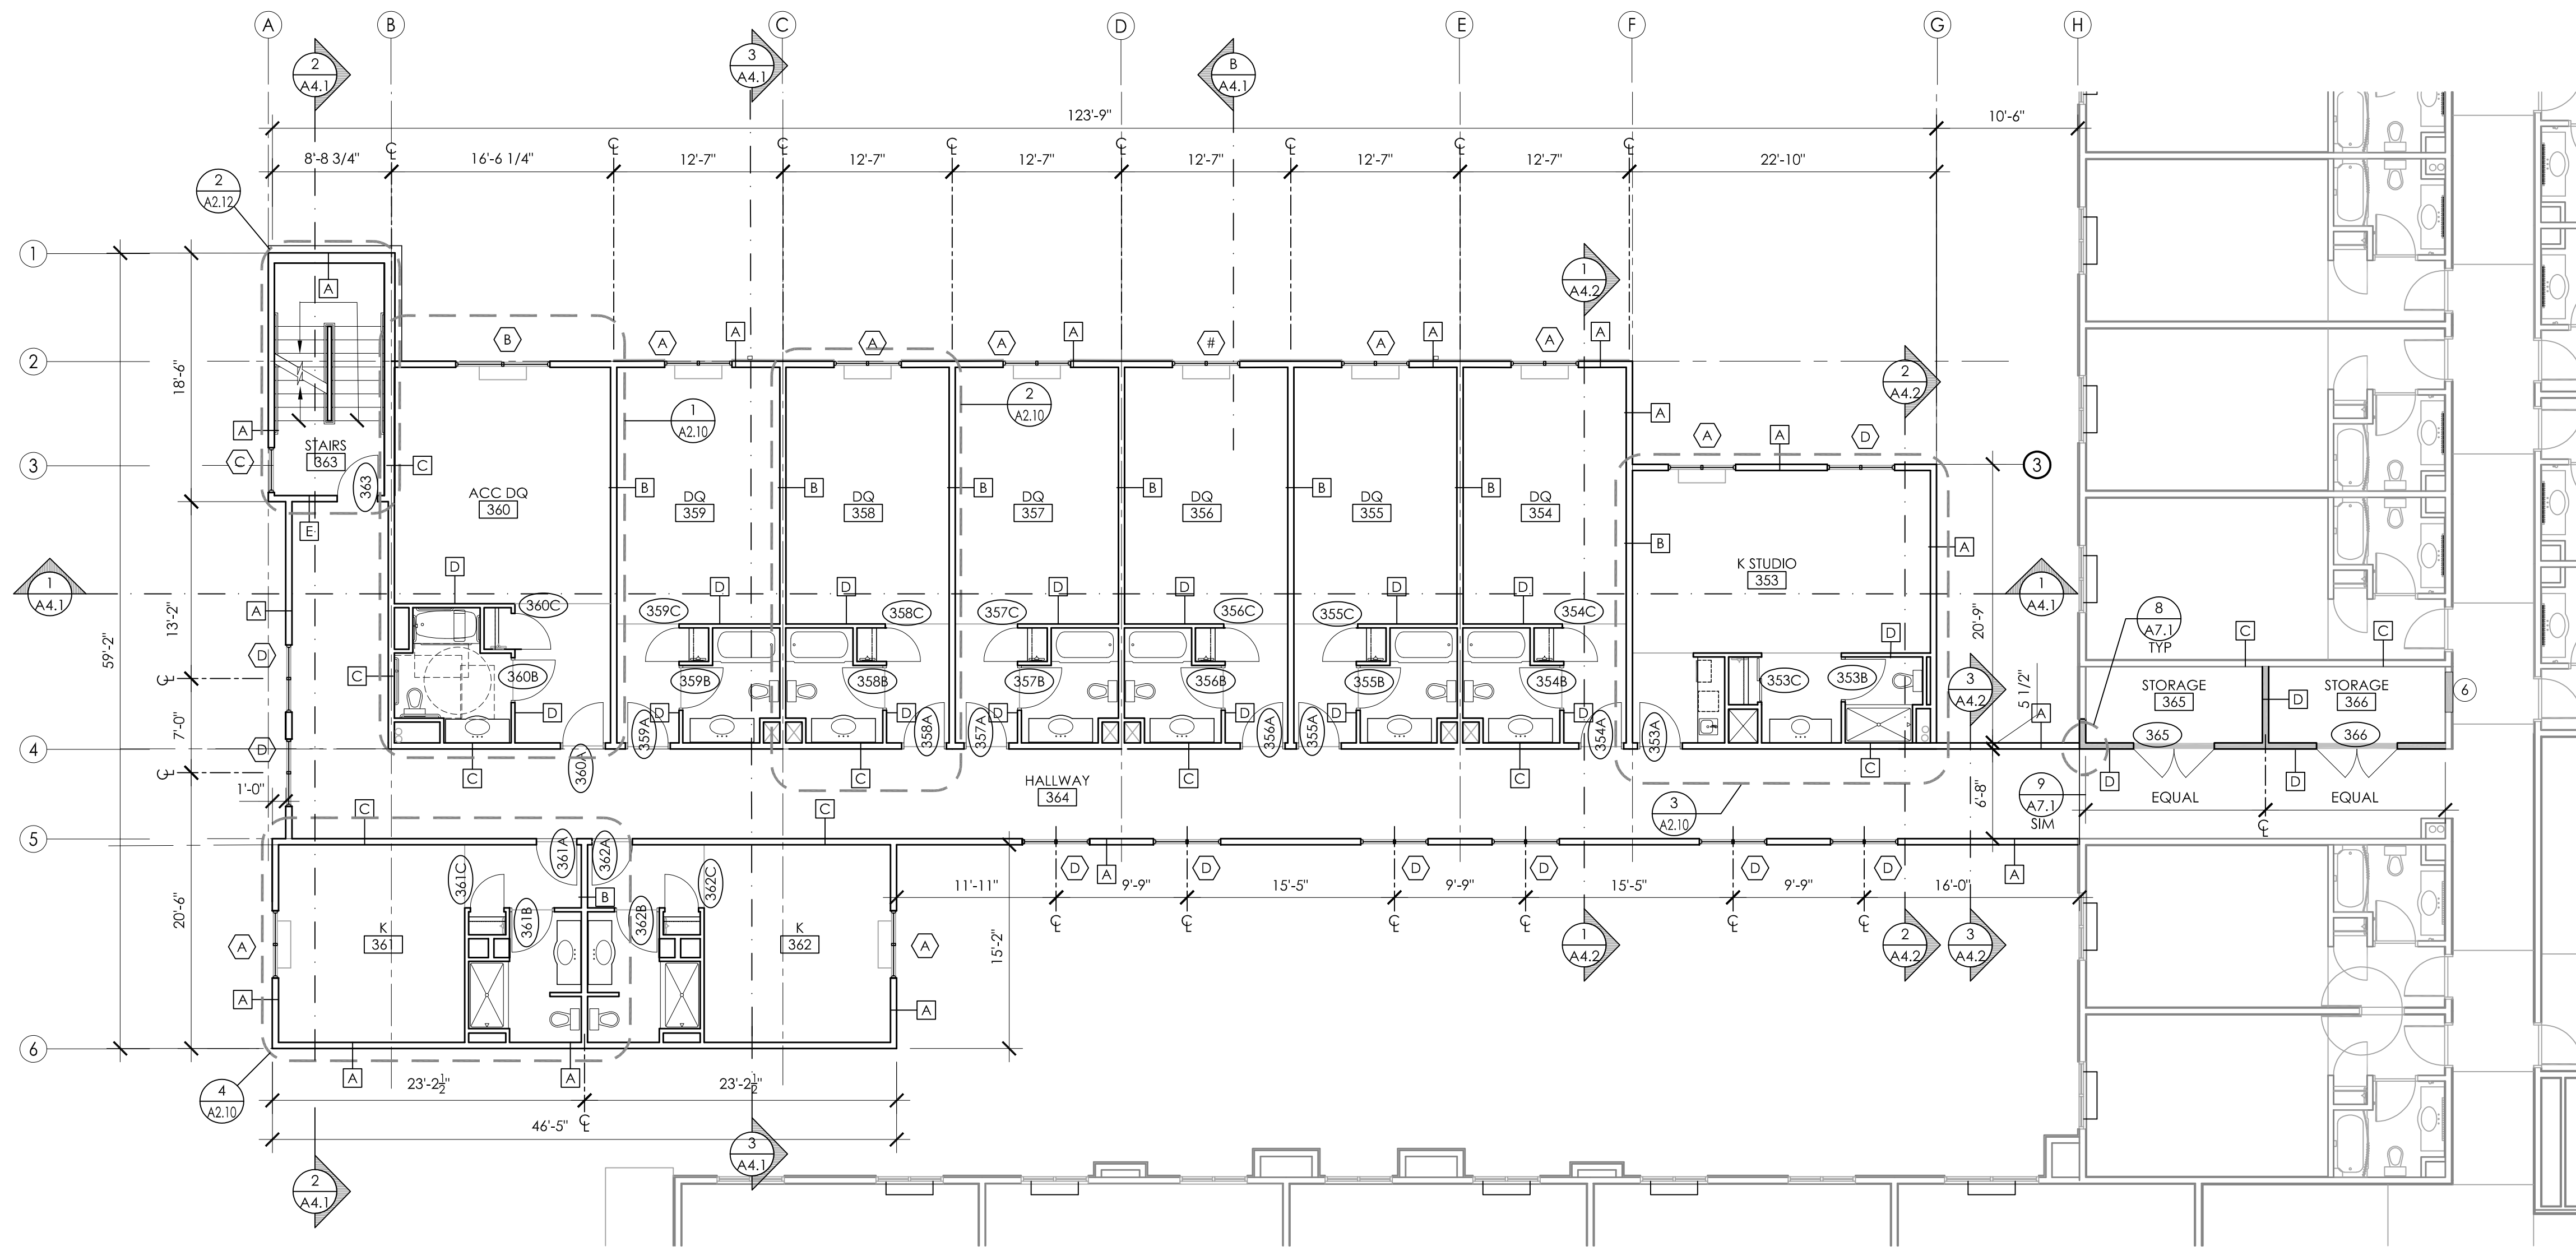 A B C D E F G H
2
A4.1
3
A4.1
B
A4.1
123'-9" 10'-6"
8'-8 3/4" ℄ 16'-6 1/4" ℄ 12'-7" ℄ 12'-7" ℄ 12'-7" ℄ 12'-7" ℄ 12'-7" ℄ 12'-7" ℄ 22'-10"
2
A2.12
1
A
1
A4.2
2
B A A A A A # A A A A
2
A4.2
18'-6"
1
A2.10
2
A2.10
A
A
A D
A
C
STAIRS
363
363
3
C
3
E
ACC DQ
360
B
DQ
359
B
DQ
358
B
DQ
357
B
DQ
356
B
DQ
355
B
DQ
354
B
K STUDIO
353
A
1
A4.1
1
A4.1
D D D D D D D
A
13'-2"
59'-2"
20'-9"
360C 359C 358C 357C 356C 355C 354C
8
A7.1
TYP
D
D
C C
℄
C
360B 359B 358B 357B 356B 355B 354B 353C 353B
3
A4.2
5 1/2"
STORAGE
365
D
STORAGE
366
6
D D D D D
A
7'-0"
4
D
360A 359A 358A 357A 356A 355A 354A 353A
365 366
℄
C C C C C
D D
1'-0"
HALLWAY
364
3
A2.10
6'-8"
9
A7.1
SIM
EQUAL EQUAL
℄
5
C C
361A 362A
361C 362C
D A D D D D D A
B
11'-11" 9'-9" 15'-5" 9'-9" 15'-5" 9'-9" 16'-0"
℄ ℄ ℄ ℄ ℄ ℄
361B 362B
20'-6"
K
361
K
362
A A
15'-2"
1
A4.2
2
A4.2
3
A4.2
A A
6
A A
4
A2.10
23'-2½" 23'-2½"
℄
46'-5"
3
A4.1
2
A4.1